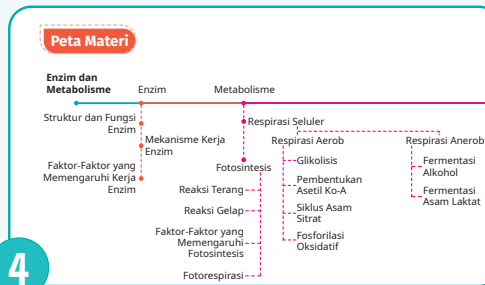 Peta Materi
Enzim dan
Metabolisme
Enzim
Metabolisme
Struktur dan Fungsi
Enzim
Mekanisme Kerja
Enzim
Faktor-Faktor yang
Memengaruhi Kerja
Enzim
Respirasi Seluler
Respirasi Aerob
Glikolisis
Pembentukan
Asetil Ko-A
Siklus Asam
Sitrat
Fosforilasi
Oksidatif
Respirasi Anerob
Fermentasi
Alkohol
Fermentasi
Asam Laktat
Fotosintesis
Reaksi Terang
Reaksi Gelap
Faktor-Faktor yang
Memengaruhi
Fotosintesis
Fotorespirasi
4